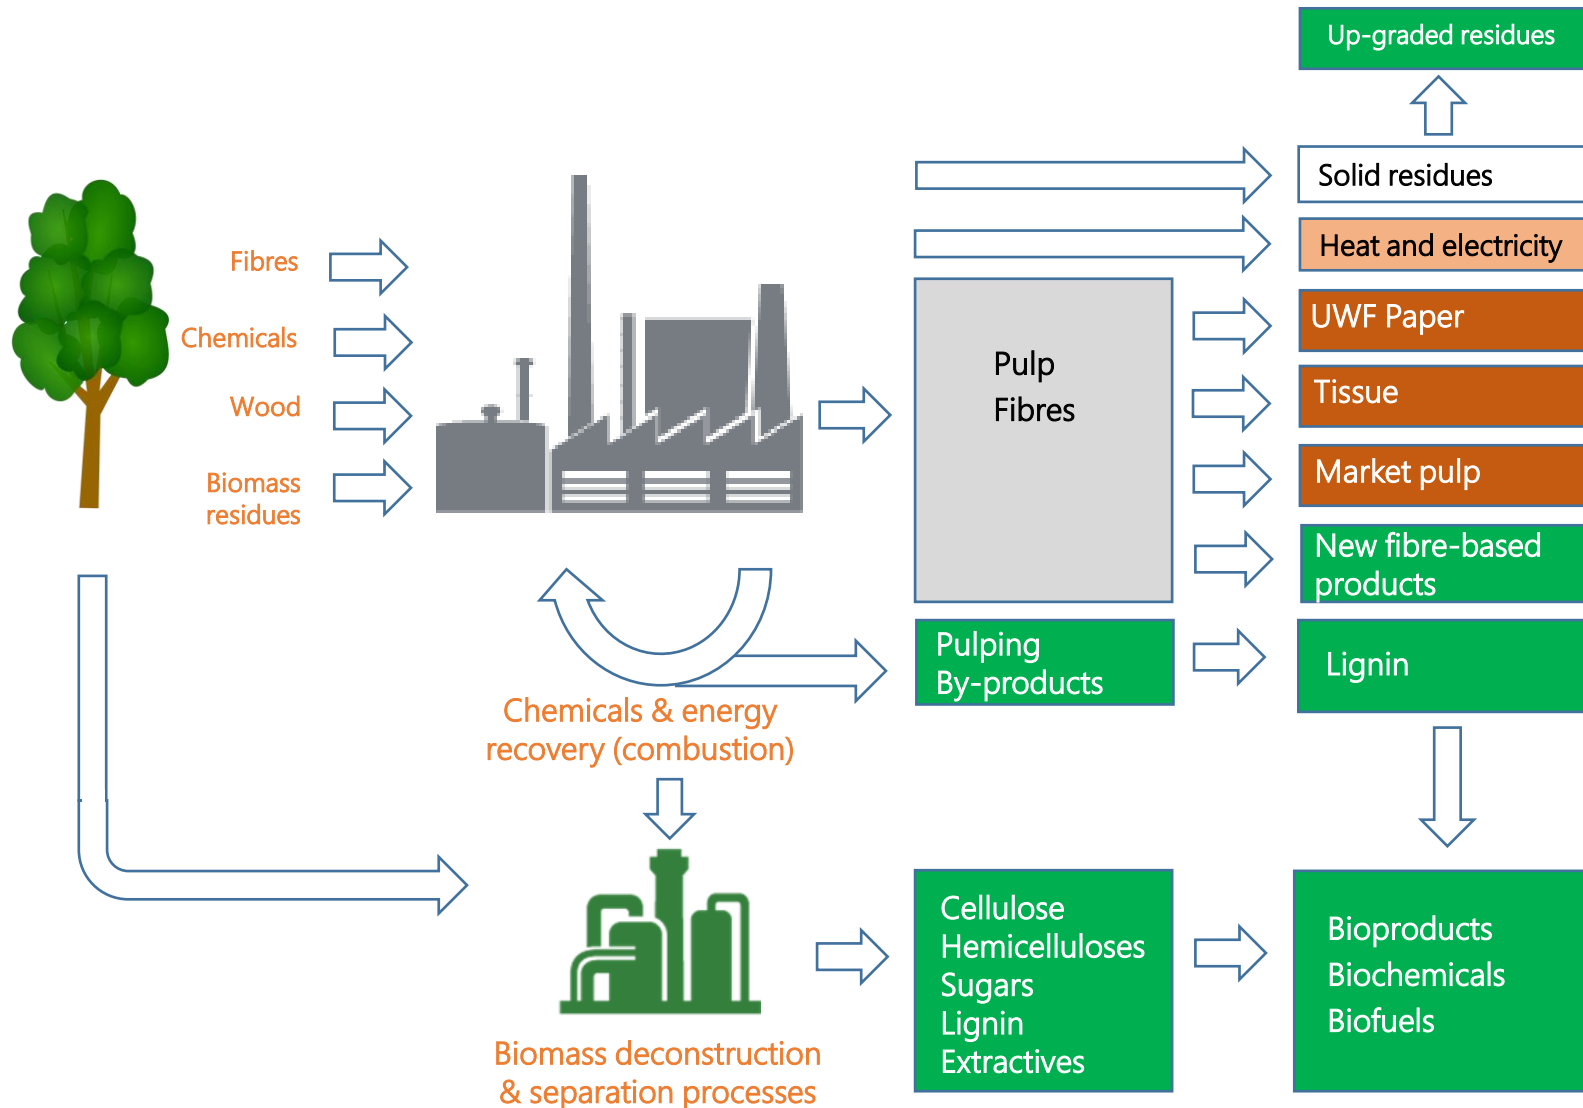 Up-graded residues
Solid residues
Heat and electricity
Fibres
Chemicals
Wood
Biomass
residues
Pulp
Fibres
UWF Paper
Tissue
Market pulp
New fibre-based
products
Pulping
By-products
Lignin
Chemicals & energy
recovery (combustion)
Cellulose
Hemicelluloses
Sugars
Lignin
Extractives
Bioproducts
Biochemicals
Biofuels
Biomass deconstruction
& separation processes